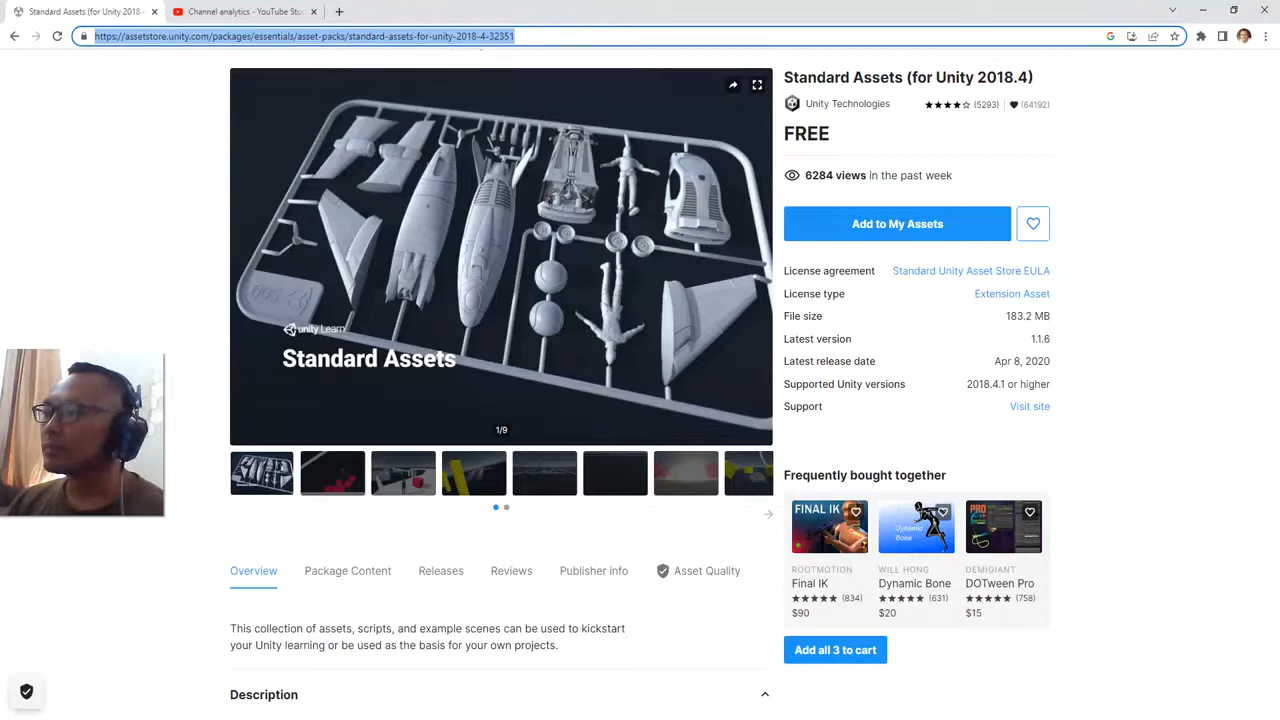 Standard Assets (for Unity 2018.4) -
Channel analytics - YouTube Stud
https://assetstore.unity.com/packages/essentials/asset-packs/standard-assets-for-unity-2018-4-32351
unity Learn
Standard Assets
1/9
Standard Assets (for Unity 2018.4)
Unity Technologies
(5293)
(64192)
FREE
6284 views in the past week
Add to My Assets
License agreement
Standard Unity Asset Store EULA
License type
Extension Asset
File size
183.2 MB
Latest version
1.1.6
Latest release date
Apr 8, 2020
Supported Unity versions
2018.4.1 or higher
Support
Visit site
Frequently bought together
FINAL IK
Dynamic
Bone
PRO
ROOTMOTION
Final IK
(834)
$90
WILL HONG
Dynamic Bone
(631)
$20
DEMIGIANT
DOTween Pro
(758)
$15
Add all 3 to cart
Overview
Package Content
Releases
Reviews
Publisher info
Asset Quality
This collection of assets, scripts, and example scenes can be used to kickstart
your Unity learning or be used as the basis for your own projects.
Description